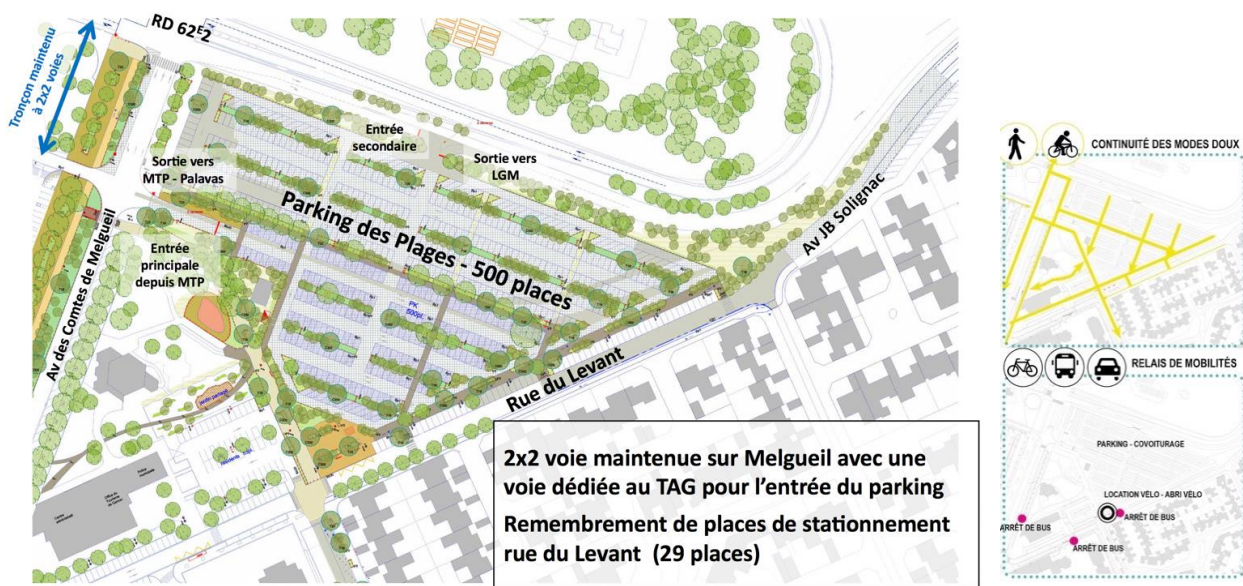 RD 62E2
Tronçon maintenu
à 2x2 voies
Entrée
secondaire
Sortie vers
MTP - Palavas
Sortie vers
LGM
Parking des Plages - 500 places
Entrée
principale
depuis MTP
Av des Comtes de Melgueil
Av JB Solignac
Rue du Levant
PK
500pl.
jardin partagé
2x2 voie maintenue sur Melgueil avec une
voie dédiée au TAG pour l’entrée du parking
Remembrement de places de stationnement
rue du Levant (29 places)
CONTINUITÉ DES MODES DOUX
RELAIS DE MOBILITÉS
PARKING - COVOITURAGE
LOCATION VÉLO - ABRI VÉLO
ARRÊT DE BUS
ARRÊT DE BUS
ARRÊT DE BUS